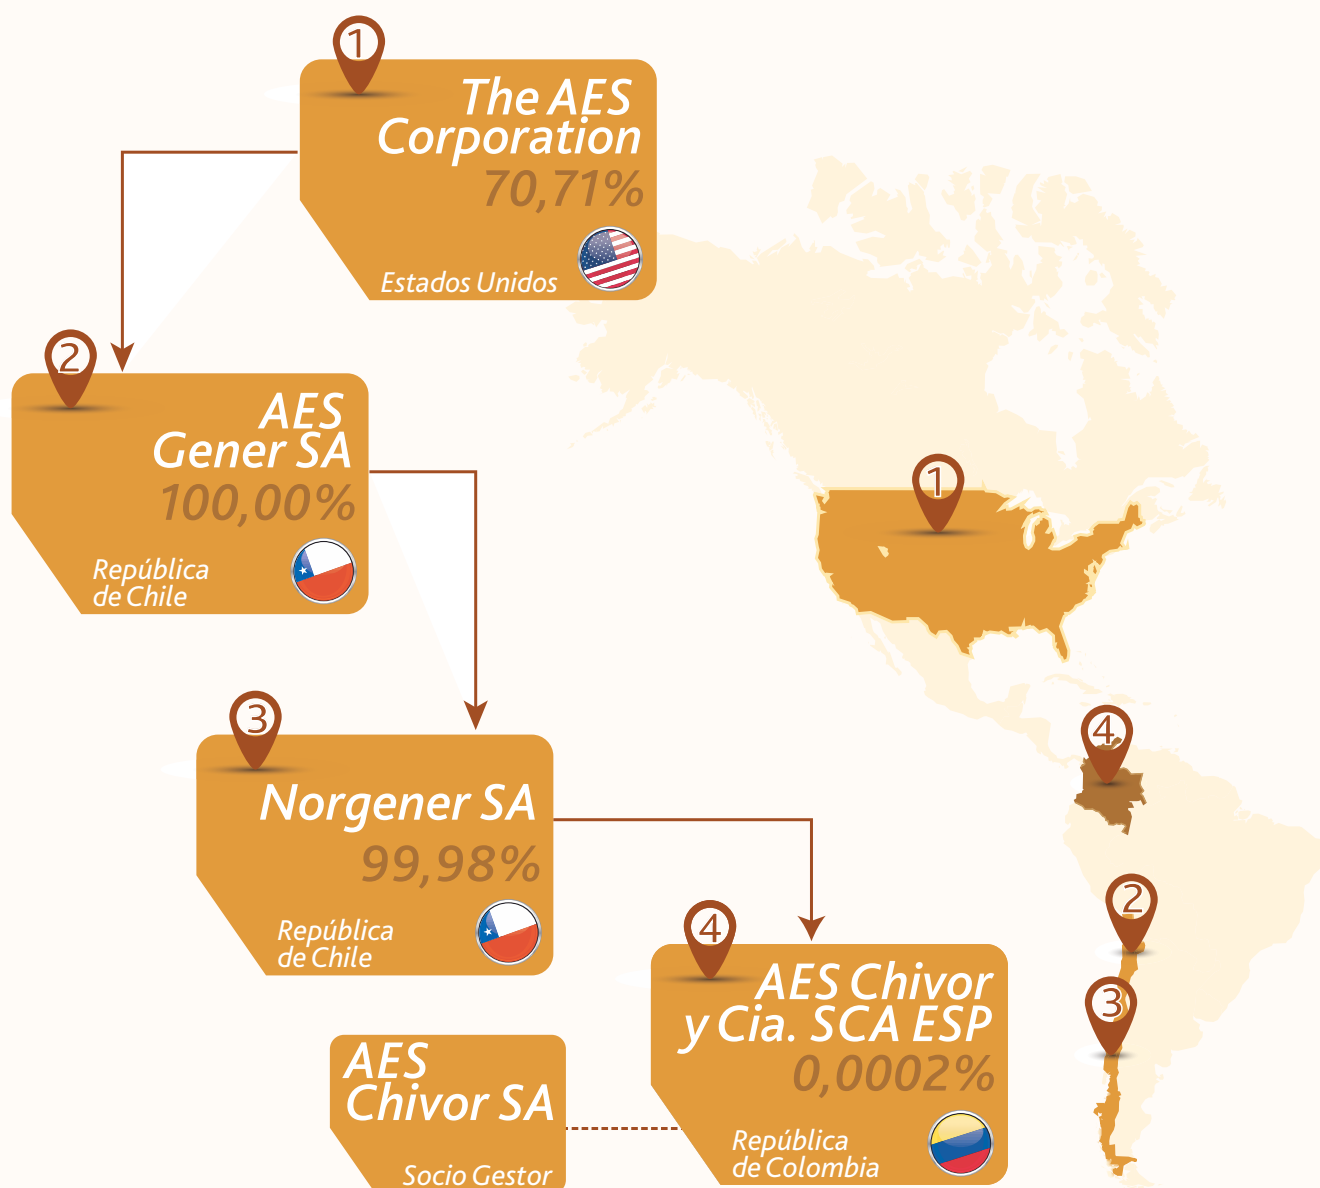 1
The AES
Corporation
70,71%
Estados Unidos
2
AES
Gener SA
100,00%
República
de Chile
3
Norgener SA
99,98%
República
de Chile
4
AES Chivor
y Cia. SCA ESP
0,0002%
República
de Colombia
AES
Chivor SA
Socio Gestor
1
4
2
3